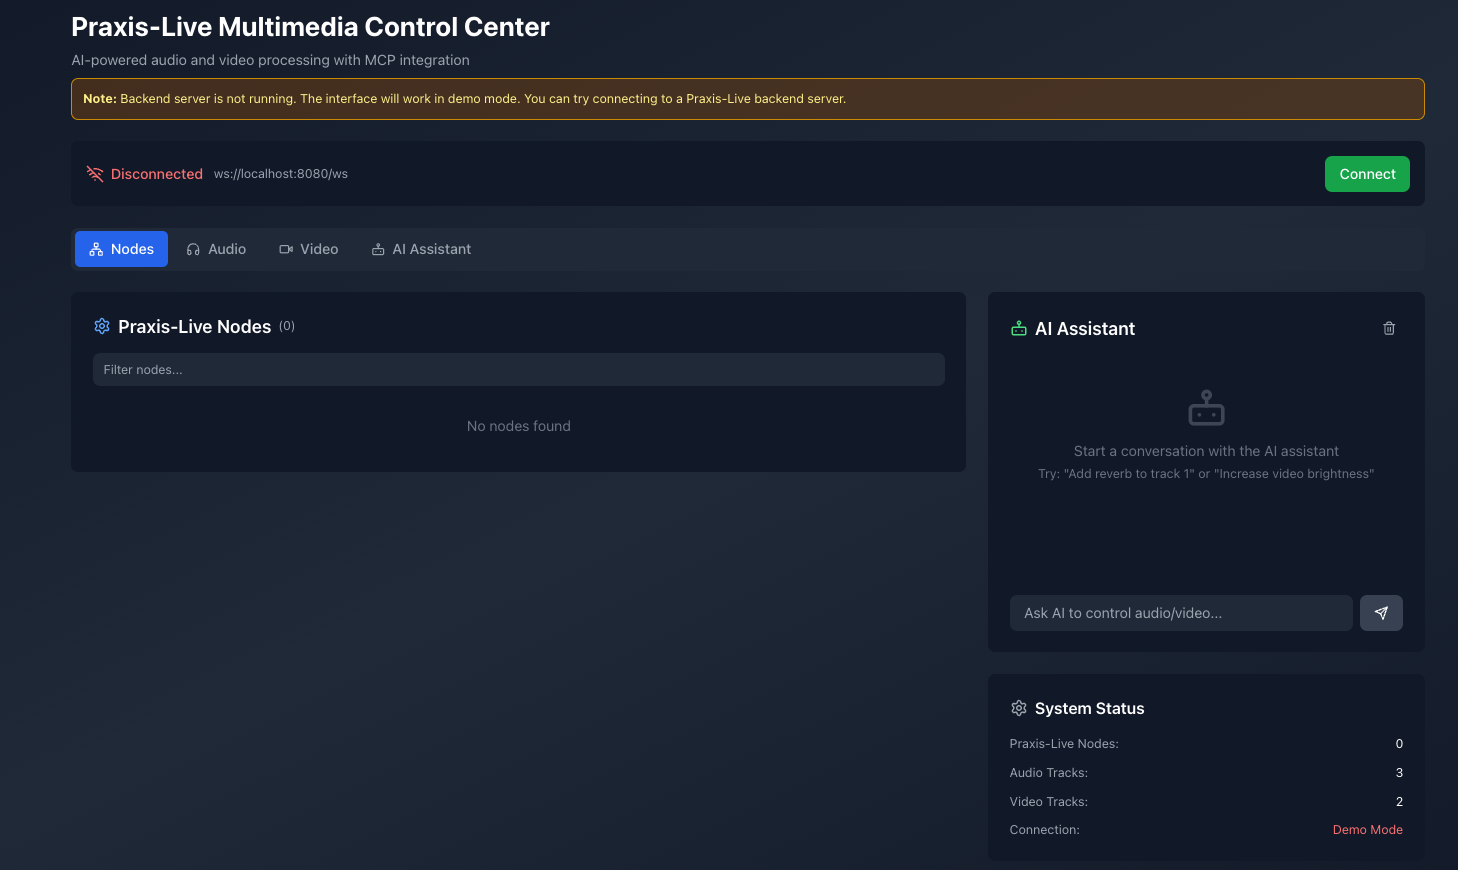 Praxis-Live Multimedia Control Center
AI-powered audio and video processing with MCP integration
Note: Backend server is not running. The interface will work in demo mode. You can try connecting to a Praxis-Live backend server.
Disconnected ws://localhost:8080/ws
Connect
Nodes Audio Video AI Assistant
Praxis-Live Nodes (0)
Filter nodes...
No nodes found
AI Assistant
Start a conversation with the AI assistant
Try: "Add reverb to track 1" or "Increase video brightness"
Ask AI to control audio/video...
System Status
Praxis-Live Nodes: 0
Audio Tracks: 3
Video Tracks: 2
Connection: Demo Mode